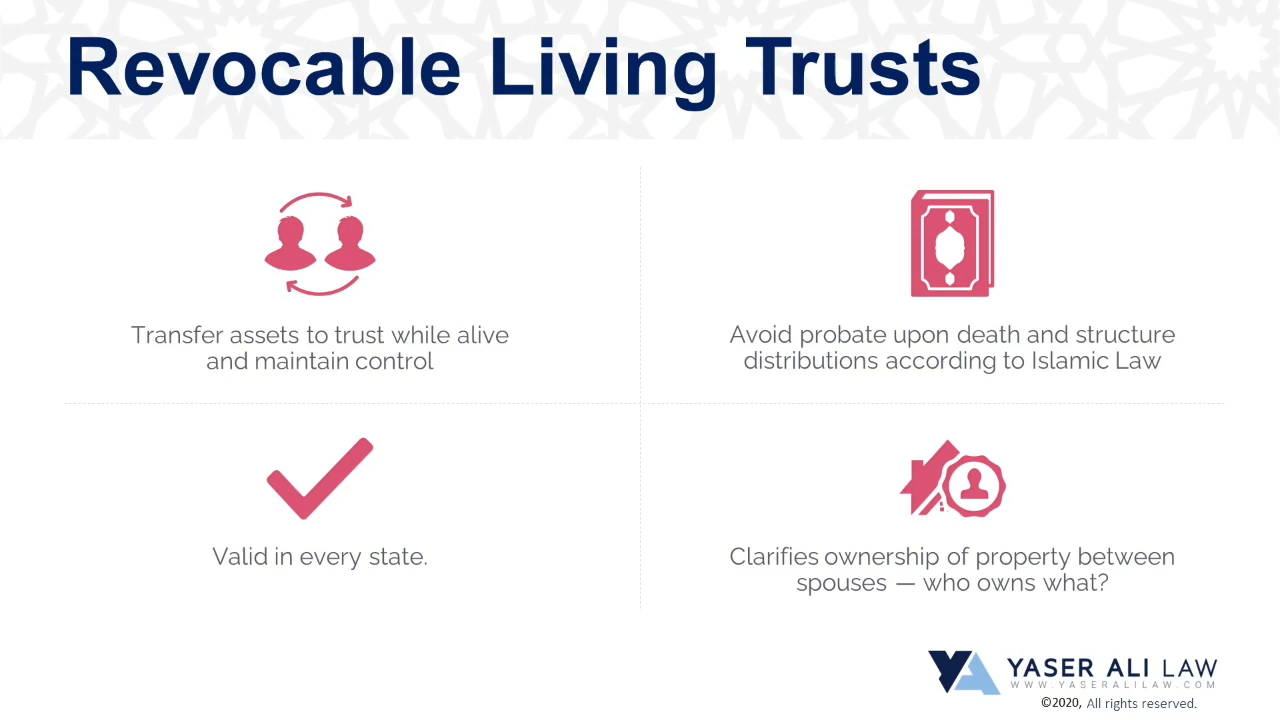 Revocable Living Trusts
Transfer assets to trust while alive
and maintain control
Avoid probate upon death and structure
distributions according to Islamic Law
Valid in every state.
Clarifies ownership of property between
spouses — who owns what?
YASER ALI LAW
WWW.YASERALILAW.COM
©2020, All rights reserved.